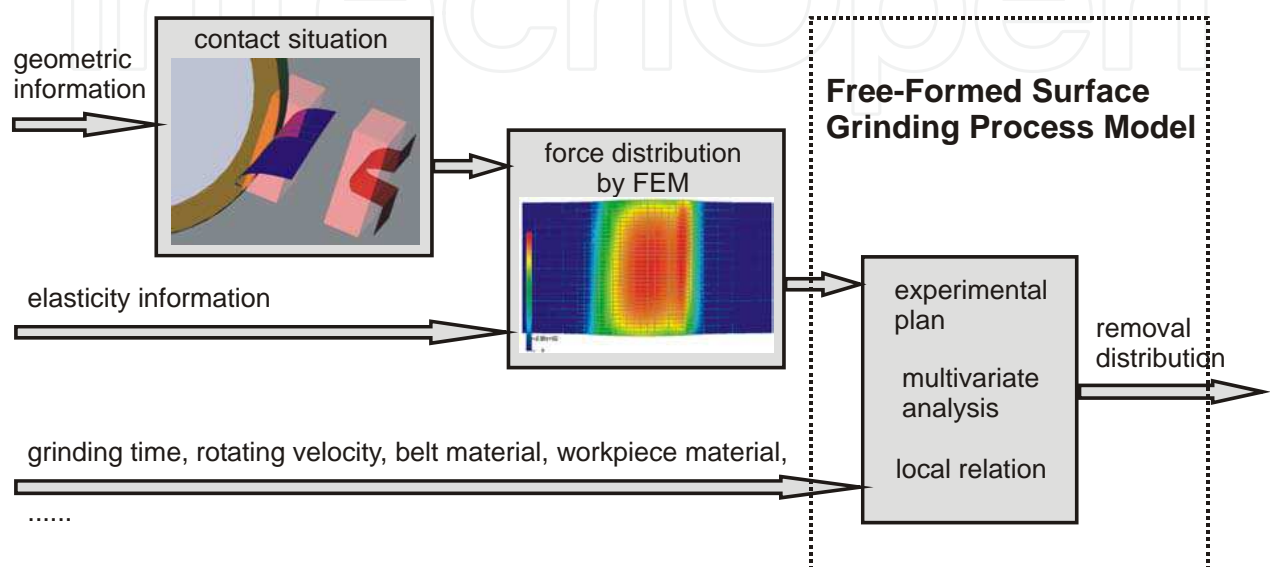 IntechOpen
contact situation
geometric
information
Free-Formed Surface
Grinding Process Model
force distribution
by FEM
elasticity information
experimental
plan
removal
distribution
multivariate
analysis
grinding time, rotating velocity, belt material, workpiece material,
local relation
......